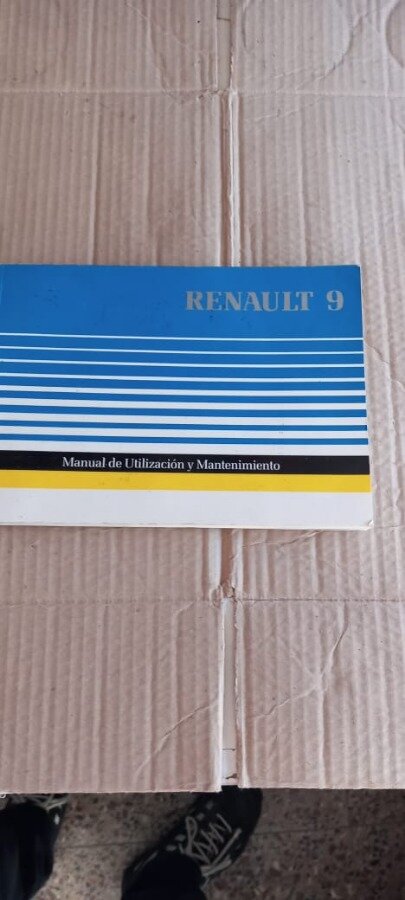 RENAULT 9
Manual de Utilización y Mantenimiento